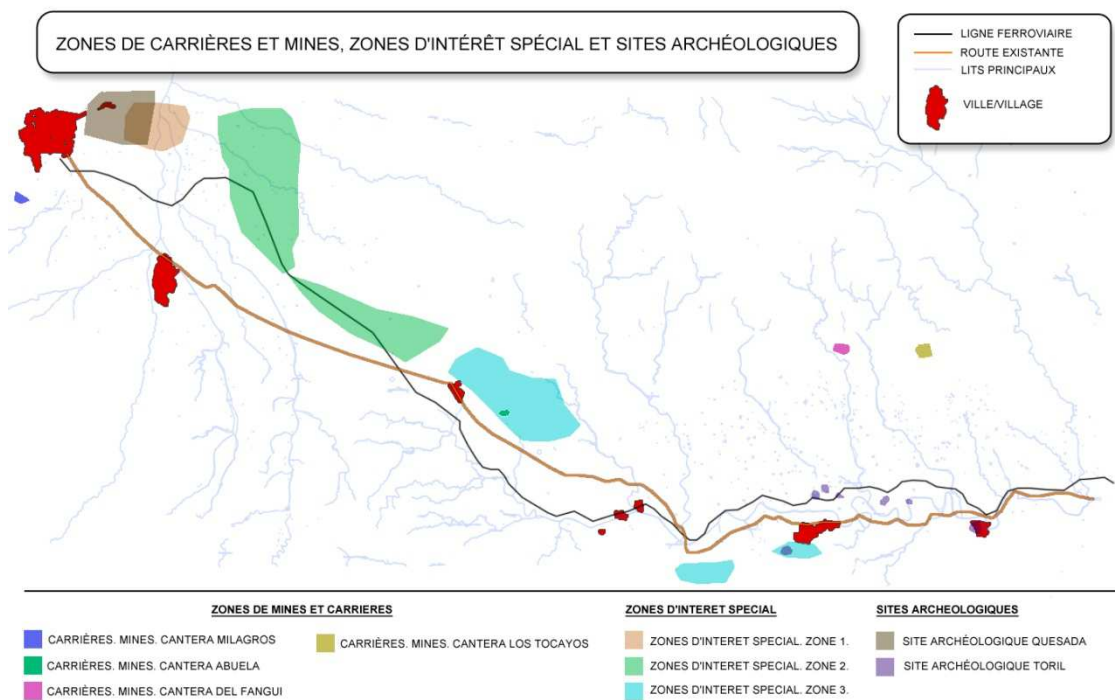 ZONES DE CARRIÈRES ET MINES, ZONES D'INTÉRÊT SPÉCIAL ET SITES ARCHÉOLOGIQUES
LIGNE FERROVIAIRE
ROUTE EXISTANTE
LITS PRINCIPAUX
VILLE/VILLAGE
ZONES DE MINES ET CARRIERES
CARRIÈRES. MINES. CANTERA MILAGROS
CARRIÈRES. MINES. CANTERA ABUELA
CARRIÈRES. MINES. CANTERA DEL FANGUI
CARRIÈRES. MINES. CANTERA LOS TOCAYOS
ZONES D'INTERET SPECIAL
ZONES D'INTERET SPECIAL. ZONE 1.
ZONES D'INTERET SPECIAL. ZONE 2.
ZONES D'INTERET SPECIAL. ZONE 3.
SITES ARCHEOLOGIQUES
SITE ARCHÉOLOGIQUE QUESADA
SITE ARCHÉOLOGIQUE TORIL